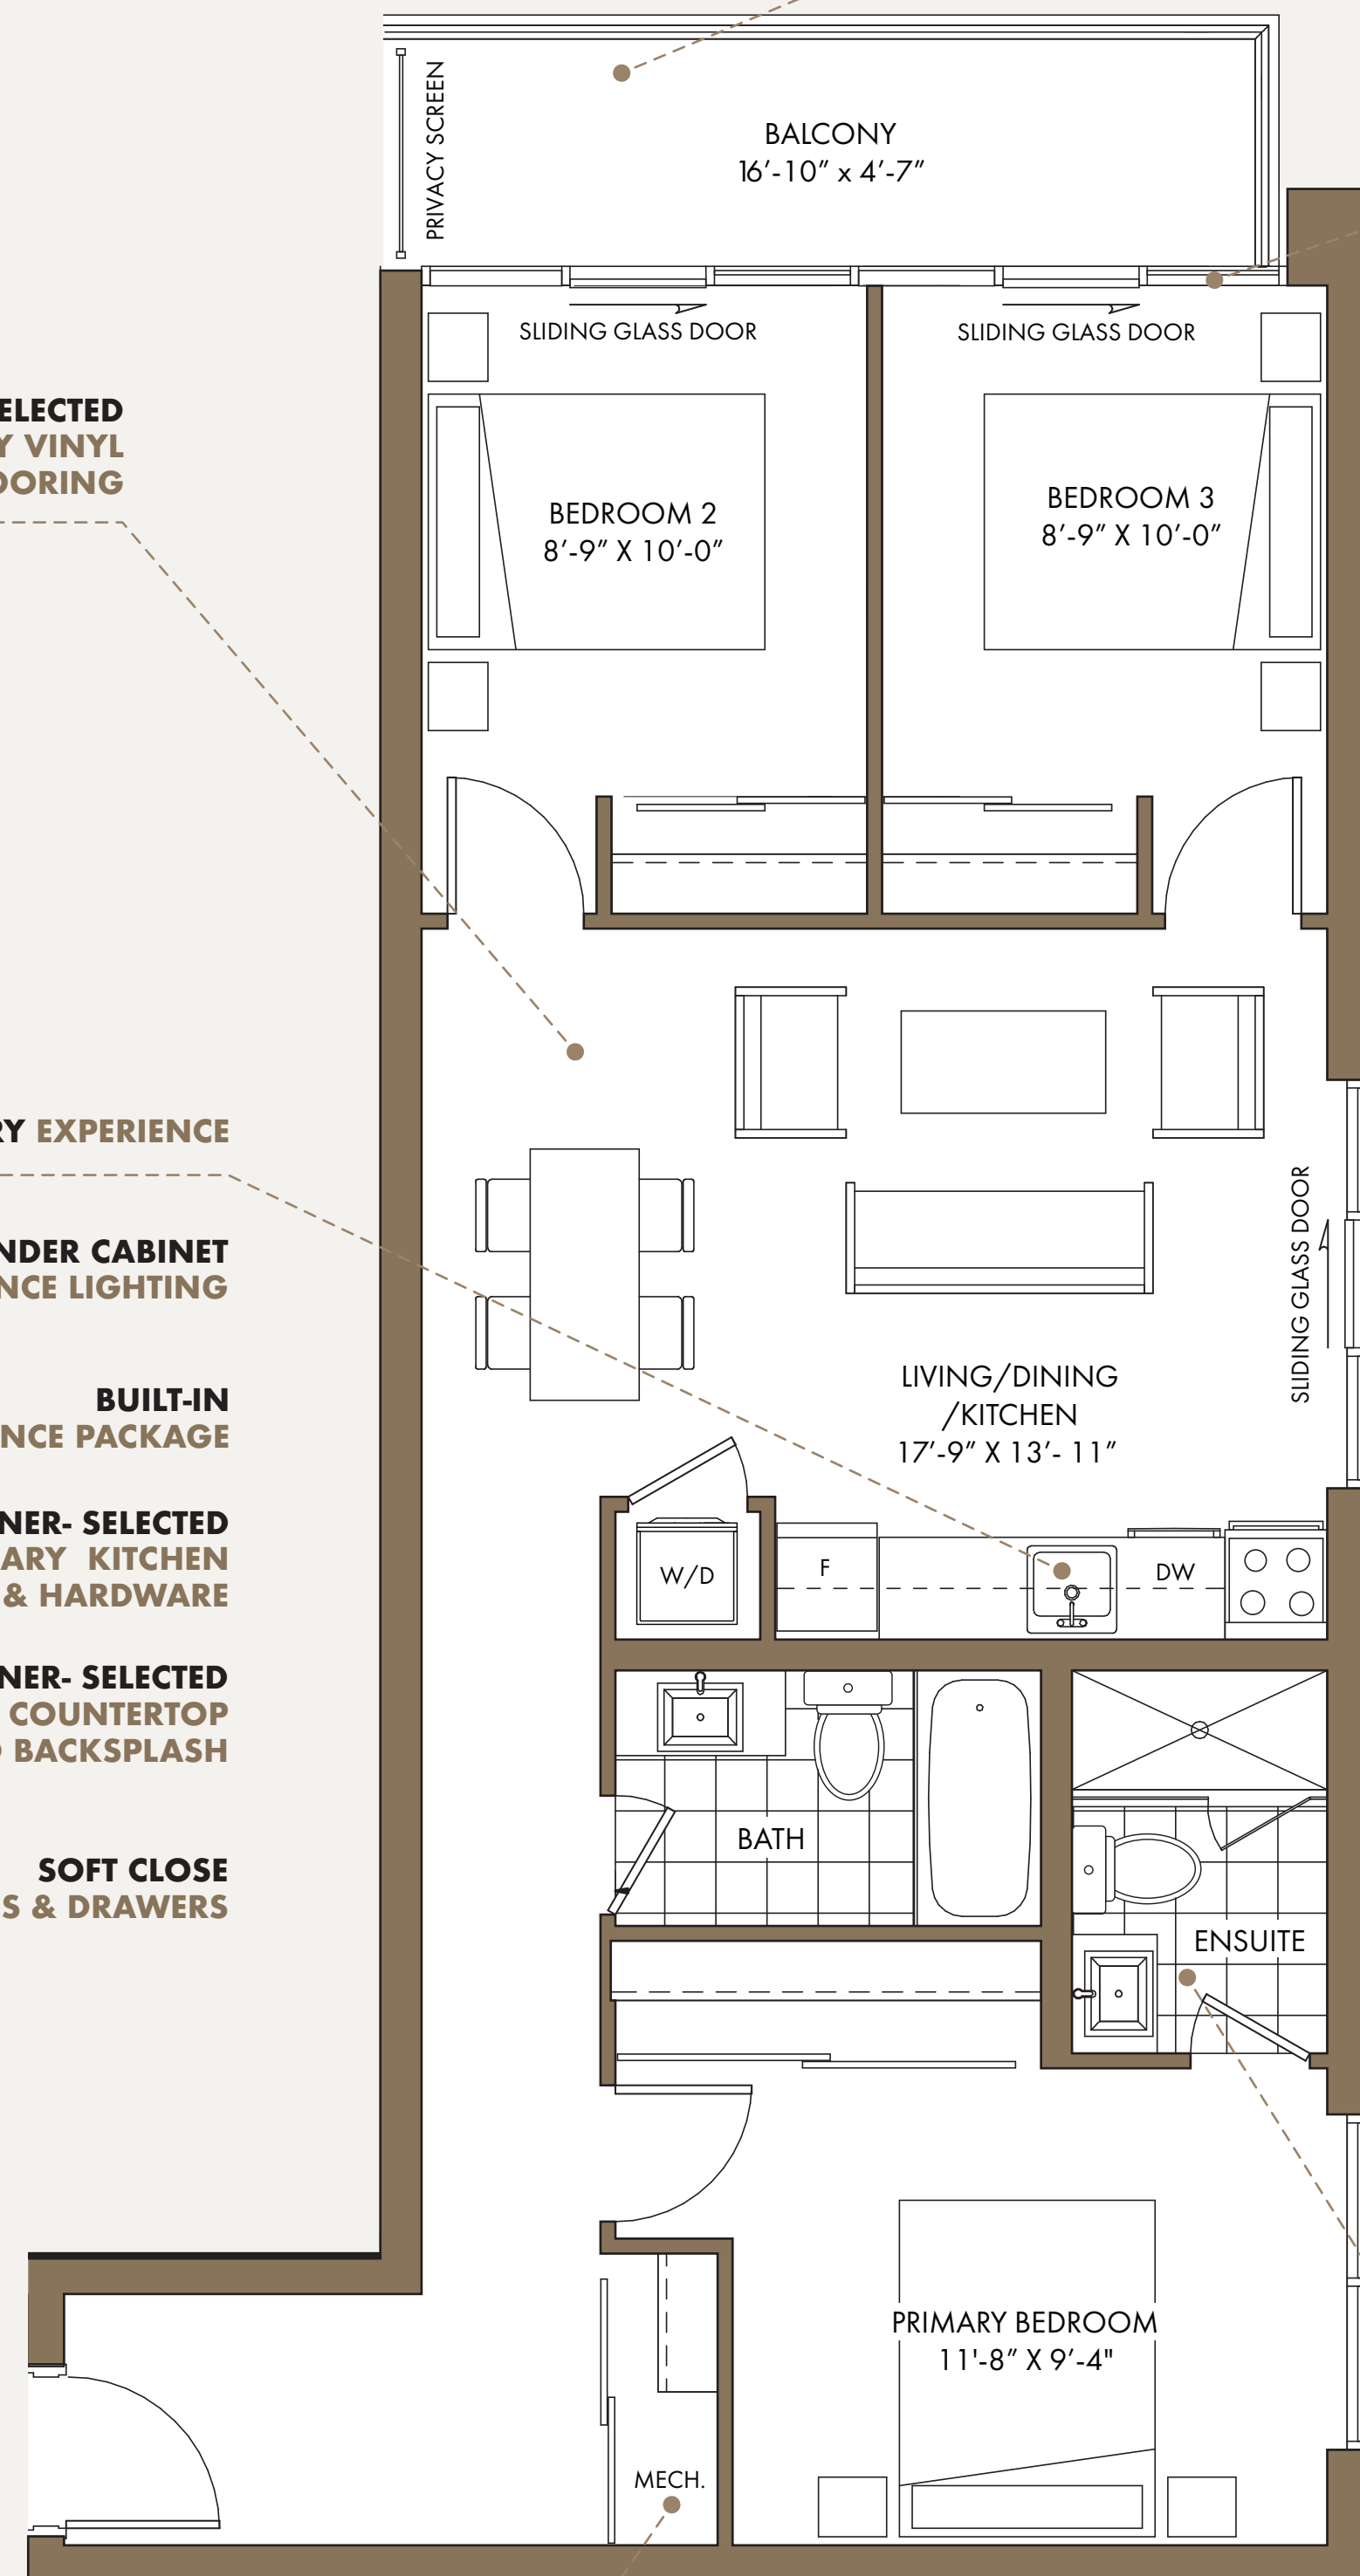 PRIVACY SCREEN
BALCONY
16’-10” x 4’-7”
SLIDING GLASS DOOR
SLIDING GLASS DOOR
ELECTED
Y VINYL
OORING
BEDROOM 2
8’-9” X 10’-0”
BEDROOM 3
8’-9” X 10’-0”
RY EXPERIENCE
NDER CABINET
NCE LIGHTING
SLIDING GLASS DOOR
LIVING/DINING
/KITCHEN
17’-9” X 13’- 11”
BUILT-IN
NCE PACKAGE
NER- SELECTED
ARY KITCHEN
& HARDWARE
W/D
F
DW
NER- SELECTED
COUNTERTOP
BACKSPLASH
BATH
SOFT CLOSE
S & DRAWERS
ENSUITE
PRIMARY BEDROOM
11'-8” X 9’-4"
MECH.